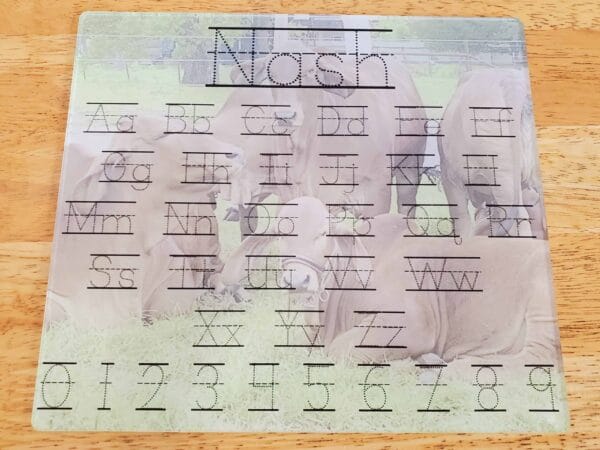 Nash
Aa Bb Cc Dd Ee Ff
Gg Hh Ii Jj Kk Ll
Mm Nn Oo Pp Qq Rr
Ss Tt Uu Vv Ww
Xx Yy Zz
0 1 2 3 4 5 6 7 8 9